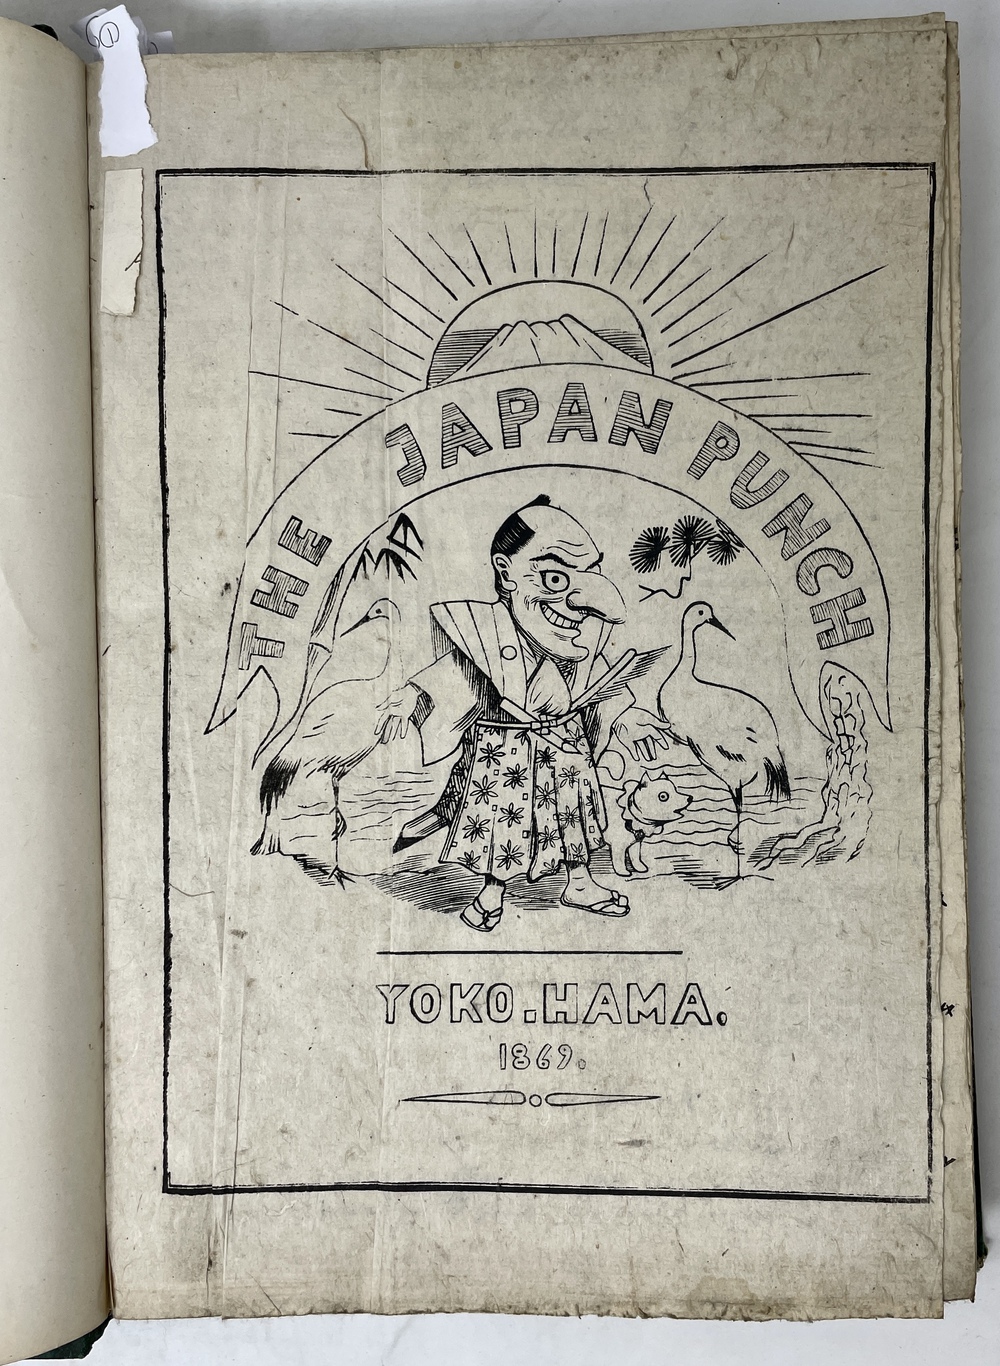 THE JAPAN PUNCH
YOKO.HAMA.
1869.